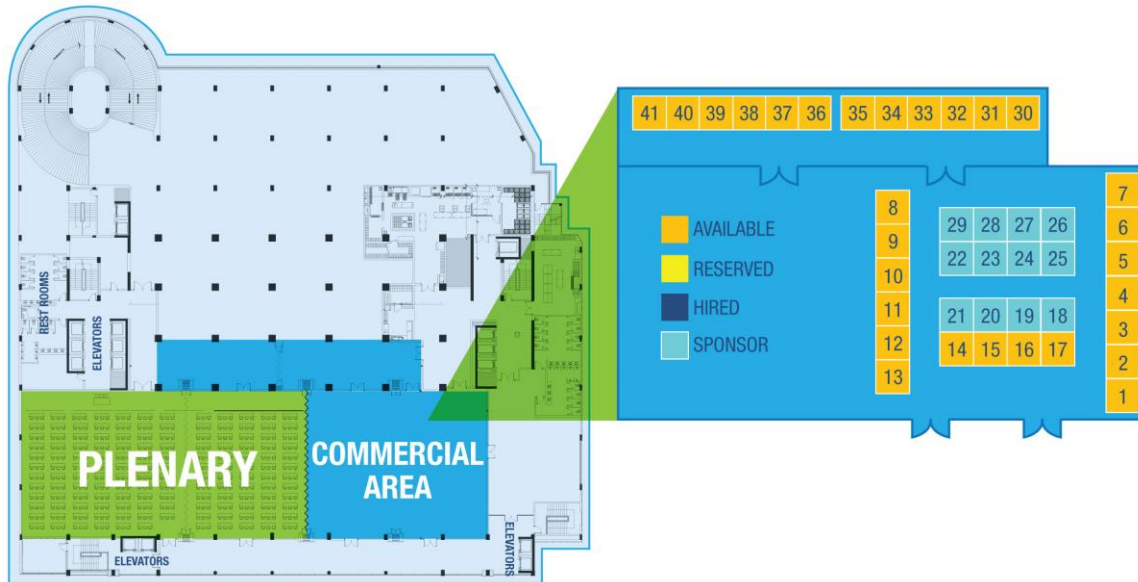 REST ROOMS
ELEVATORS
PLENARY
COMMERCIAL
AREA
ELEVATORS
ELEVATORS
41 40 39 38 37 36 35 34 33 32 31 30
AVAILABLE
RESERVED
HIRED
SPONSOR
8
9
10
11
12
13
29 28 27 26
22 23 24 25
21 20 19 18
14 15 16 17
7
6
5
4
3
2
1